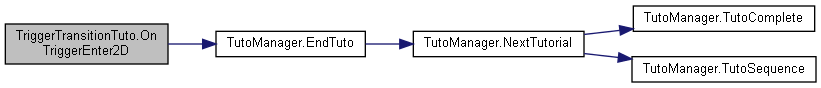 TriggerTransitionTuto.On
TriggerEnter2D
TutoManager.EndTuto
TutoManager.NextTutorial
TutoManager.TutoComplete
TutoManager.TutoSequence